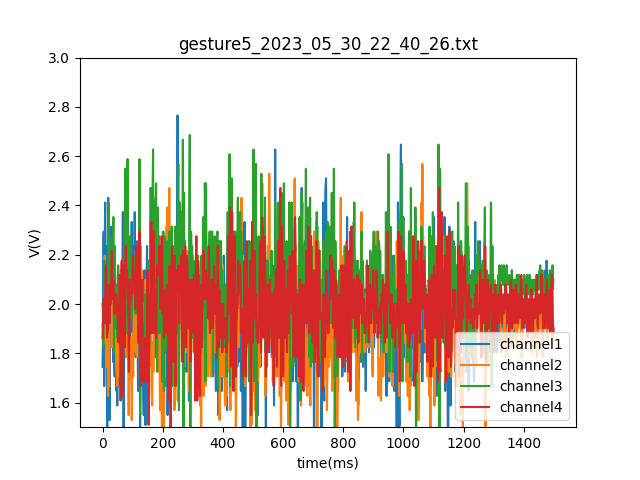 gesture5_2023_05_30_22_40_26.txt
3.0
2.8
2.6
2.4
2.2
2.0
1.8
1.6
V(V)
0 200 400 600 800 1000 1200 1400
time(ms)
channel1
channel2
channel3
channel4